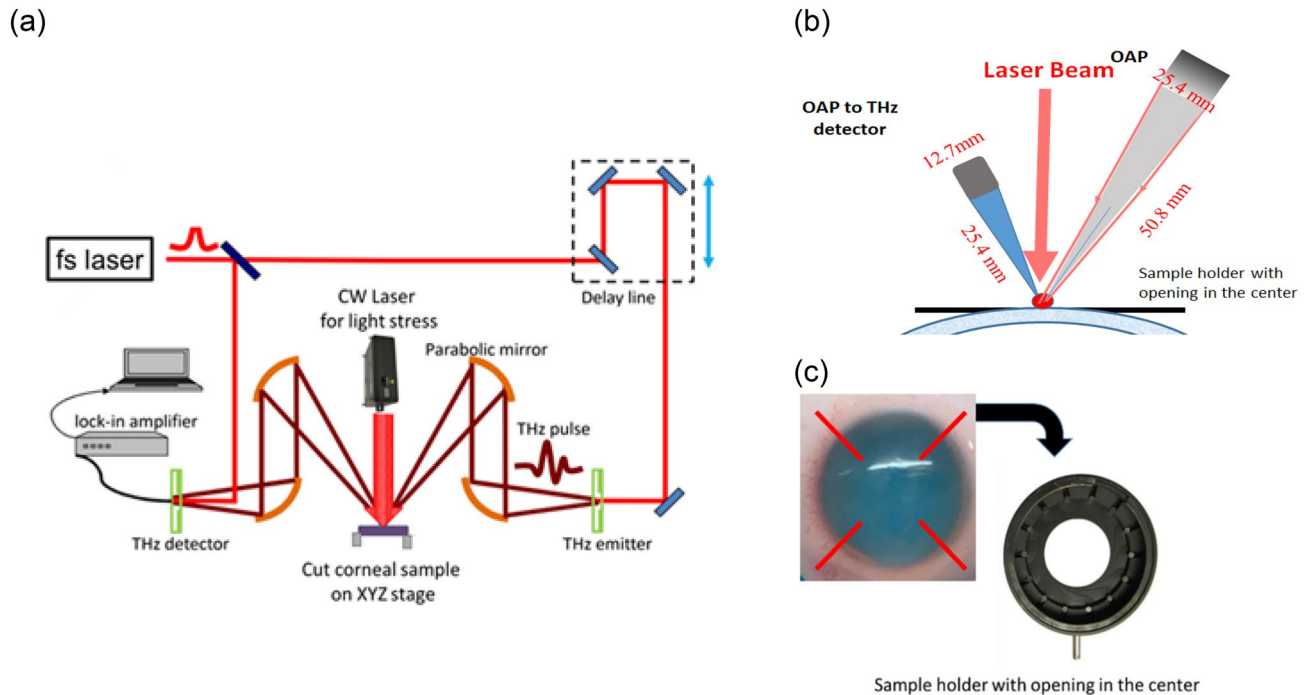 (a)
fs laser
Delay line
CW Laser
for light stress
Parabolic mirror
lock-in amplifier
THz pulse
THz detector
THz emitter
Cut corneal sample
on XYZ stage
(b)
OAP
Laser Beam
25.4 mm
OAP to THz
detector
12.7mm
25.4 mm
50.8 mm
Sample holder with
opening in the center
(c)
Sample holder with opening in the center